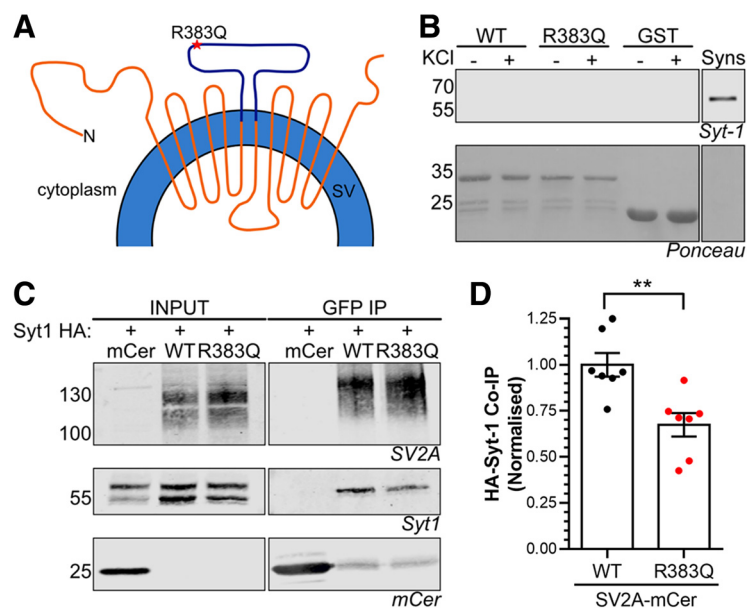 A
R383Q
N
cytoplasm
SV
B
WT R383Q GST
KCl - + - + - + Syns
70
55
Syt-1
35
25
Ponceau
C
INPUT GFP IP
Syt1 HA: + + + + + +
mCer WT R383Q mCer WT R383Q
130
100
SV2A
55
Syt1
25
mCer
D
**
HA-Syt-1 Co-IP
(Normalised)
1.25
1.00
0.75
0.50
0.25
0.00
WT R383Q
SV2A-mCer